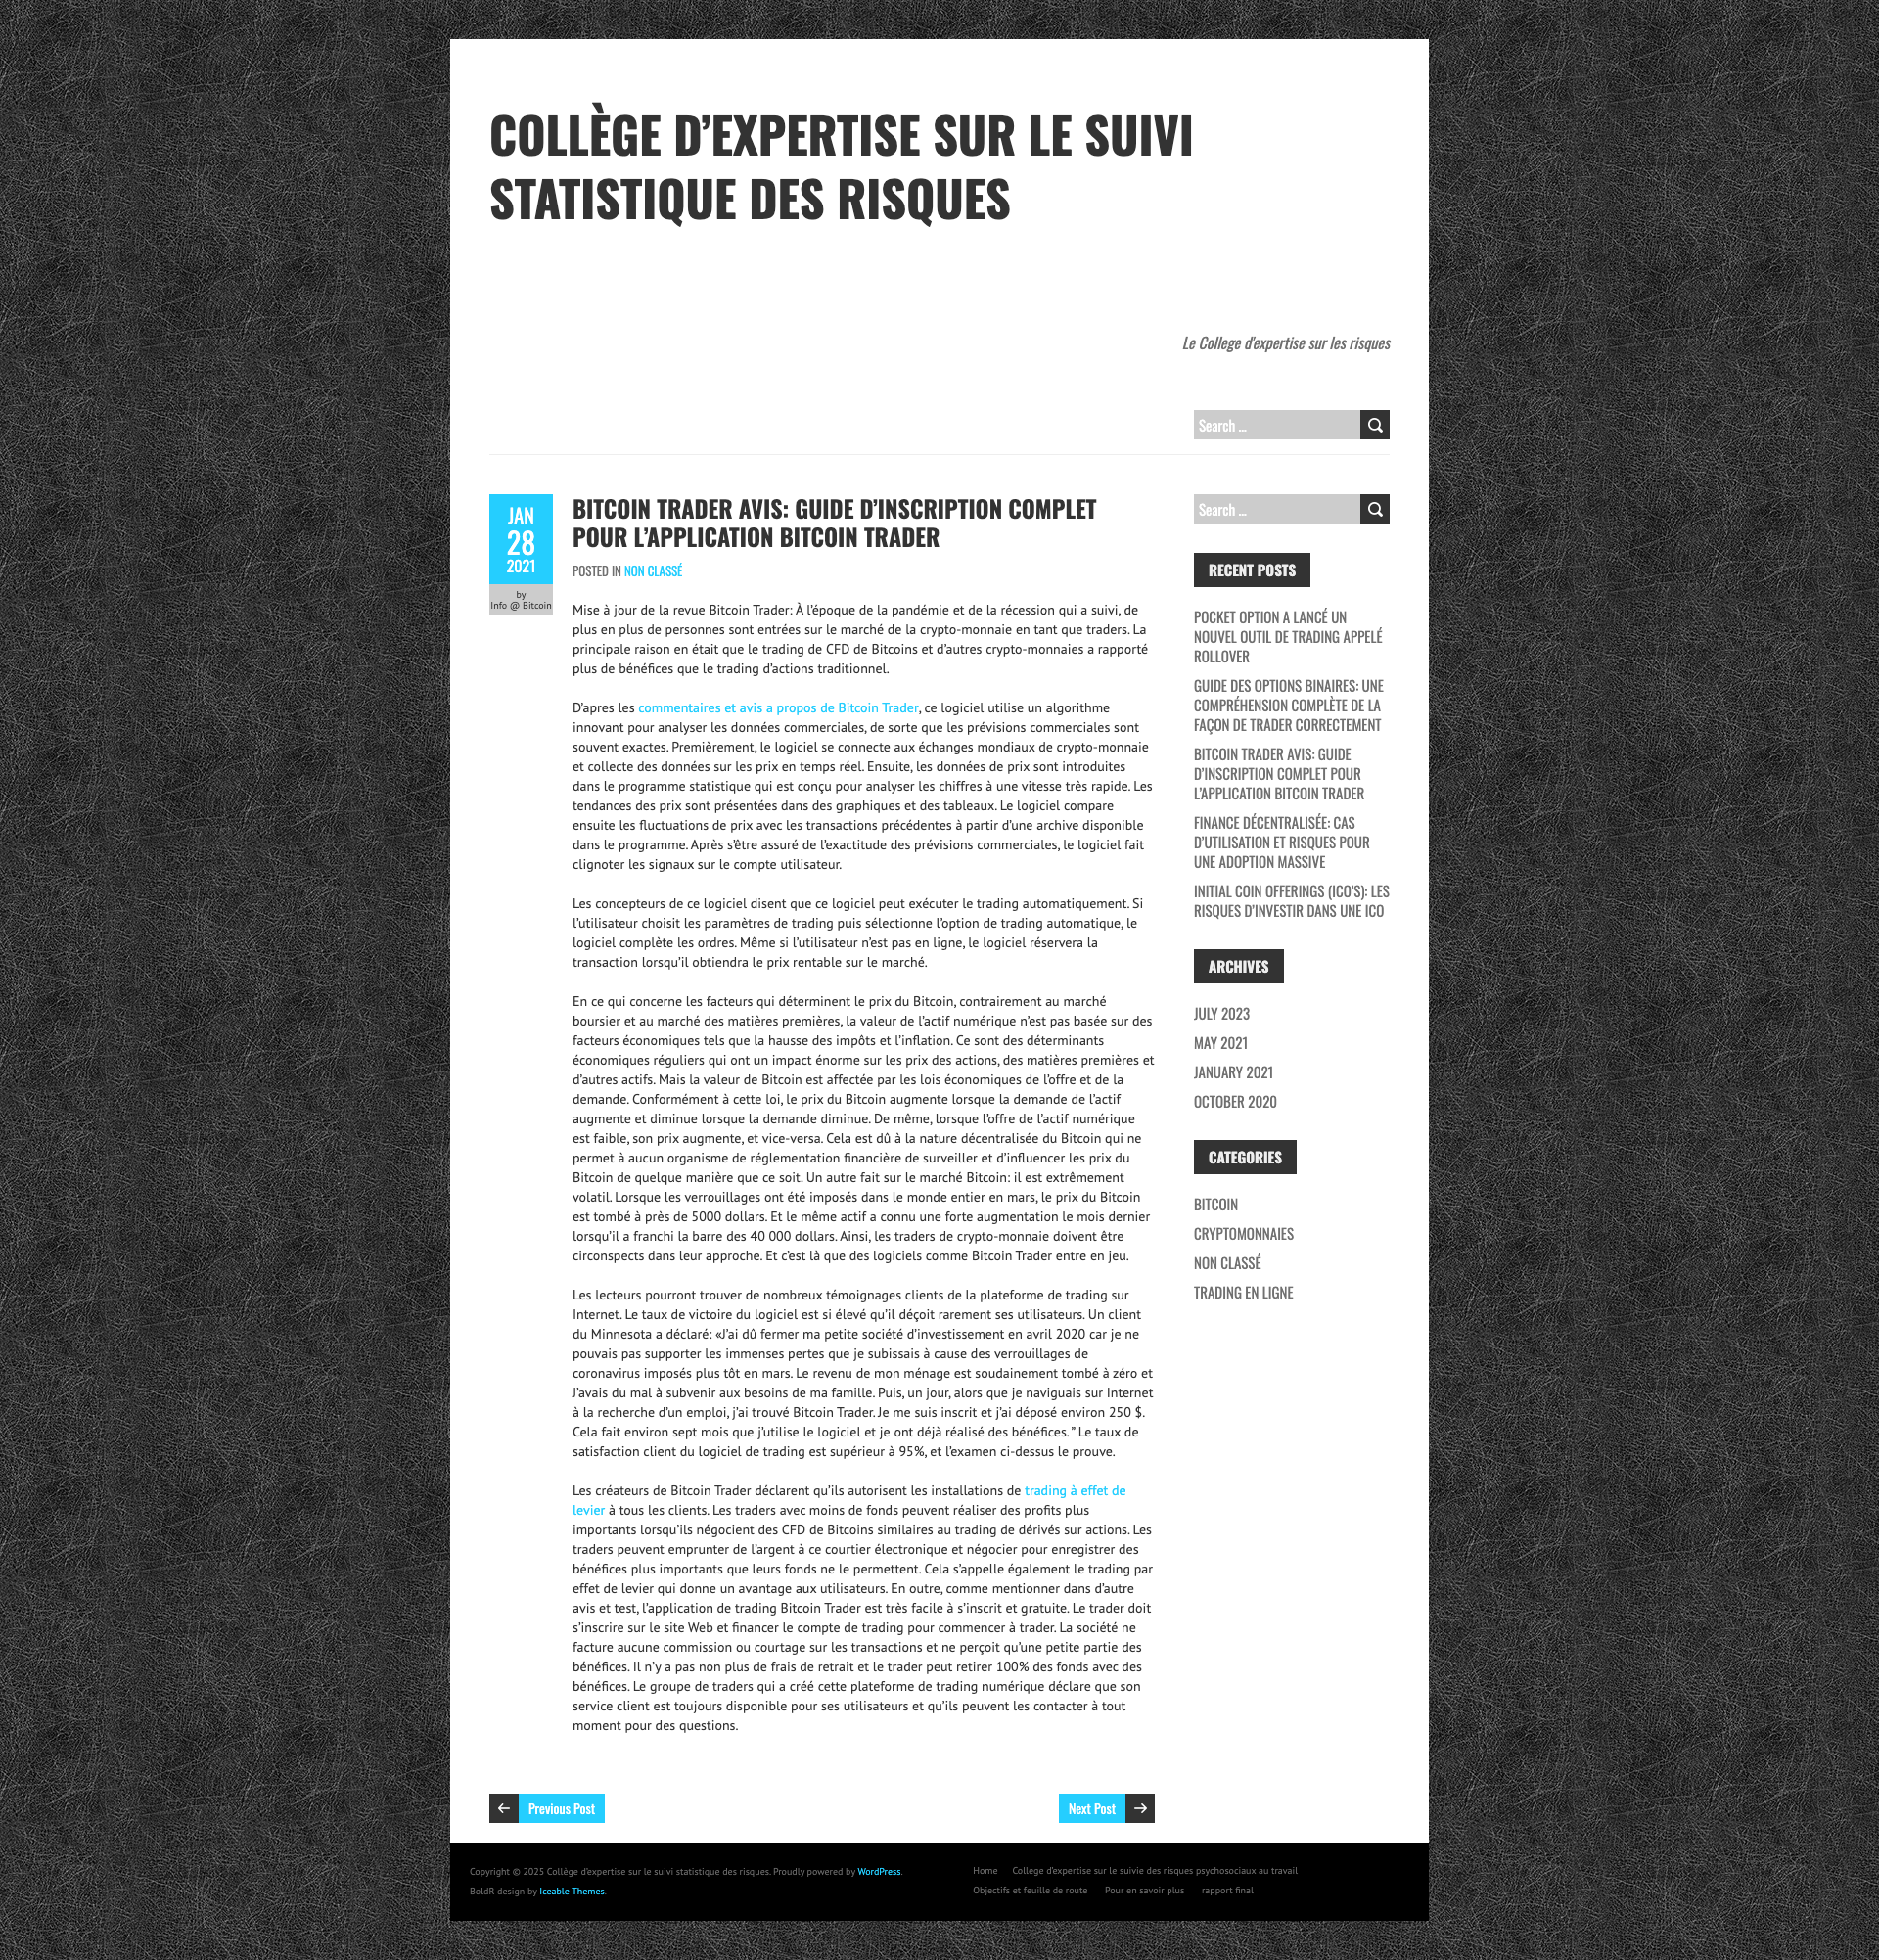 COLLÈGE D’EXPERTISE SUR LE SUIVI
STATISTIQUE DES RISQUES
Le College d'expertise sur les risques
Search ...
JAN
28
2021
by
Info @ Bitcoin
BITCOIN TRADER AVIS: GUIDE D’INSCRIPTION COMPLET
POUR L’APPLICATION BITCOIN TRADER
POSTED IN NON CLASSÉ
Mise à jour de la revue Bitcoin Trader: À l’époque de la pandémie et de la récession qui a suivi, de
plus en plus de personnes sont entrées sur le marché de la crypto-monnaie en tant que traders. La
principale raison en était que le trading de CFD de Bitcoins et d’autres crypto-monnaies a rapporté
plus de bénéfices que le trading d’actions traditionnel.
D’apres les commentaires et avis a propos de Bitcoin Trader, ce logiciel utilise un algorithme
innovant pour analyser les données commerciales, de sorte que les prévisions commerciales sont
souvent exactes. Premièrement, le logiciel se connecte aux échanges mondiaux de crypto-monnaie
et collecte des données sur les prix en temps réel. Ensuite, les données de prix sont introduites
dans le programme statistique qui est conçu pour analyser les chiffres à une vitesse très rapide. Les
tendances des prix sont présentées dans des graphiques et des tableaux. Le logiciel compare
ensuite les fluctuations de prix avec les transactions précédentes à partir d’une archive disponible
dans le programme. Après s’être assuré de l’exactitude des prévisions commerciales, le logiciel fait
clignoter les signaux sur le compte utilisateur.
Les concepteurs de ce logiciel disent que ce logiciel peut exécuter le trading automatiquement. Si
l’utilisateur choisit les paramètres de trading puis sélectionne l’option de trading automatique, le
logiciel complète les ordres. Même si l’utilisateur n’est pas en ligne, le logiciel réservera la
transaction lorsqu’il obtiendra le prix rentable sur le marché.
En ce qui concerne les facteurs qui déterminent le prix du Bitcoin, contrairement au marché
boursier et au marché des matières premières, la valeur de l’actif numérique n’est pas basée sur des
facteurs économiques tels que la hausse des impôts et l’inflation. Ce sont des déterminants
économiques réguliers qui ont un impact énorme sur les prix des actions, des matières premières et
d’autres actifs. Mais la valeur de Bitcoin est affectée par les lois économiques de l’offre et de la
demande. Conformément à cette loi, le prix du Bitcoin augmente lorsque la demande de l’actif
augmente et diminue lorsque la demande diminue. De même, lorsque l’offre de l’actif numérique
est faible, son prix augmente, et vice-versa. Cela est dû à la nature décentralisée du Bitcoin qui ne
permet à aucun organisme de réglementation financière de surveiller et d’influencer les prix du
Bitcoin de quelque manière que ce soit. Un autre fait sur le marché Bitcoin: il est extrêmement
volatil. Lorsque les verrouillages ont été imposés dans le monde entier en mars, le prix du Bitcoin
est tombé à près de 5000 dollars. Et le même actif a connu une forte augmentation le mois dernier
lorsqu’il a franchi la barre des 40 000 dollars. Ainsi, les traders de crypto-monnaie doivent être
circonspects dans leur approche. Et c’est là que des logiciels comme Bitcoin Trader entre en jeu.
Les lecteurs pourront trouver de nombreux témoignages clients de la plateforme de trading sur
Internet. Le taux de victoire du logiciel est si élevé qu’il déçoit rarement ses utilisateurs. Un client
du Minnesota a déclaré: «J’ai dû fermer ma petite société d’investissement en avril 2020 car je ne
pouvais pas supporter les immenses pertes que je subissais à cause des verrouillages de
coronavirus imposés plus tôt en mars. Le revenu de mon ménage est soudainement tombé à zéro et
J’avais du mal à subvenir aux besoins de ma famille. Puis, un jour, alors que je naviguais sur Internet
à la recherche d’un emploi, j’ai trouvé Bitcoin Trader. Je me suis inscrit et j’ai déposé environ 250 $.
Cela fait environ sept mois que j’utilise le logiciel et je ont déjà réalisé des bénéfices. ” Le taux de
satisfaction client du logiciel de trading est supérieur à 95%, et l’examen ci-dessus le prouve.
Les créateurs de Bitcoin Trader déclarent qu’ils autorisent les installations de trading à effet de
levier à tous les clients. Les traders avec moins de fonds peuvent réaliser des profits plus
importants lorsqu’ils négocient des CFD de Bitcoins similaires au trading de dérivés sur actions. Les
traders peuvent emprunter de l’argent à ce courtier électronique et négocier pour enregistrer des
bénéfices plus importants que leurs fonds ne le permettent. Cela s’appelle également le trading par
effet de levier qui donne un avantage aux utilisateurs. En outre, comme mentionner dans d’autre
avis et test, l’application de trading Bitcoin Trader est très facile à s’inscrit et gratuite. Le trader doit
s’inscrire sur le site Web et financer le compte de trading pour commencer à trader. La société ne
facture aucune commission ou courtage sur les transactions et ne perçoit qu’une petite partie des
bénéfices. Il n’y a pas non plus de frais de retrait et le trader peut retirer 100% des fonds avec des
bénéfices. Le groupe de traders qui a créé cette plateforme de trading numérique déclare que son
service client est toujours disponible pour ses utilisateurs et qu’ils peuvent les contacter à tout
moment pour des questions.
Previous Post
Next Post
Search ...
RECENT POSTS
POCKET OPTION A LANCÉ UN
NOUVEL OUTIL DE TRADING APPELÉ
ROLLOVER
GUIDE DES OPTIONS BINAIRES: UNE
COMPRÉHENSION COMPLÈTE DE LA
FAÇON DE TRADER CORRECTEMENT
BITCOIN TRADER AVIS: GUIDE
D’INSCRIPTION COMPLET POUR
L’APPLICATION BITCOIN TRADER
FINANCE DÉCENTRALISÉE: CAS
D’UTILISATION ET RISQUES POUR
UNE ADOPTION MASSIVE
INITIAL COIN OFFERINGS (ICO’S): LES
RISQUES D’INVESTIR DANS UNE ICO
ARCHIVES
JULY 2023
MAY 2021
JANUARY 2021
OCTOBER 2020
CATEGORIES
BITCOIN
CRYPTOMONNAIES
NON CLASSÉ
TRADING EN LIGNE
Copyright © 2025 Collège d’expertise sur le suivi statistique des risques. Proudly powered by WordPress.
BoldR design by Iceable Themes.
Home College d’expertise sur le suivie des risques psychosociaux au travail
Objectifs et feuille de route Pour en savoir plus rapport final